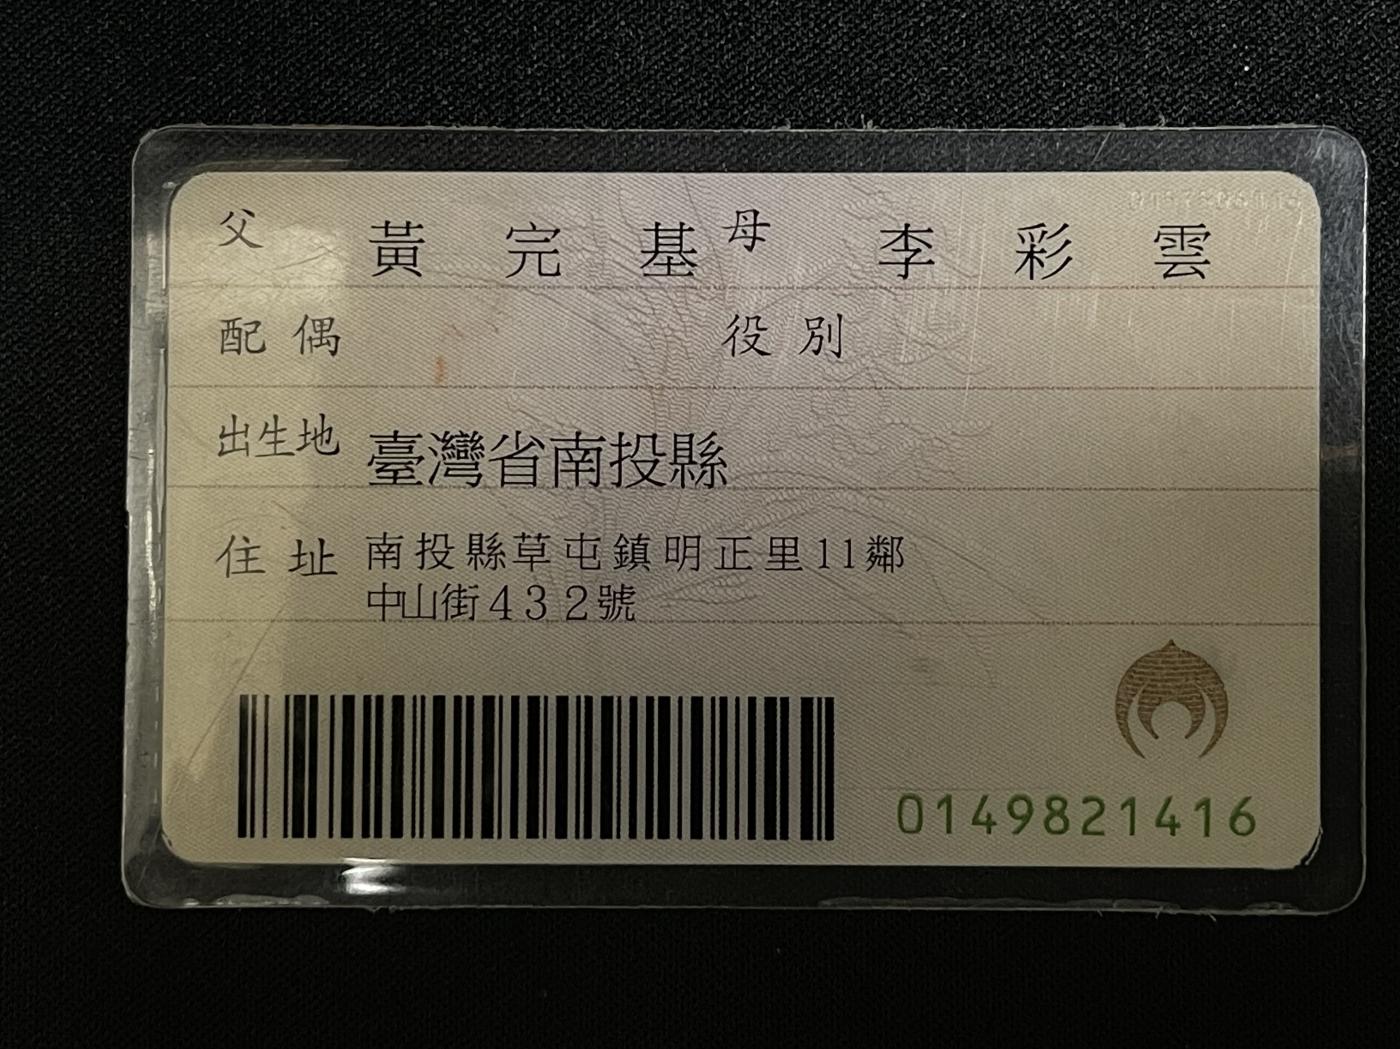 父 黃完基 母 李彩雲
配偶 役別
出生地 臺灣省南投縣
住址 南投縣草屯鎮明正里11鄰
中山街432號
0149821416